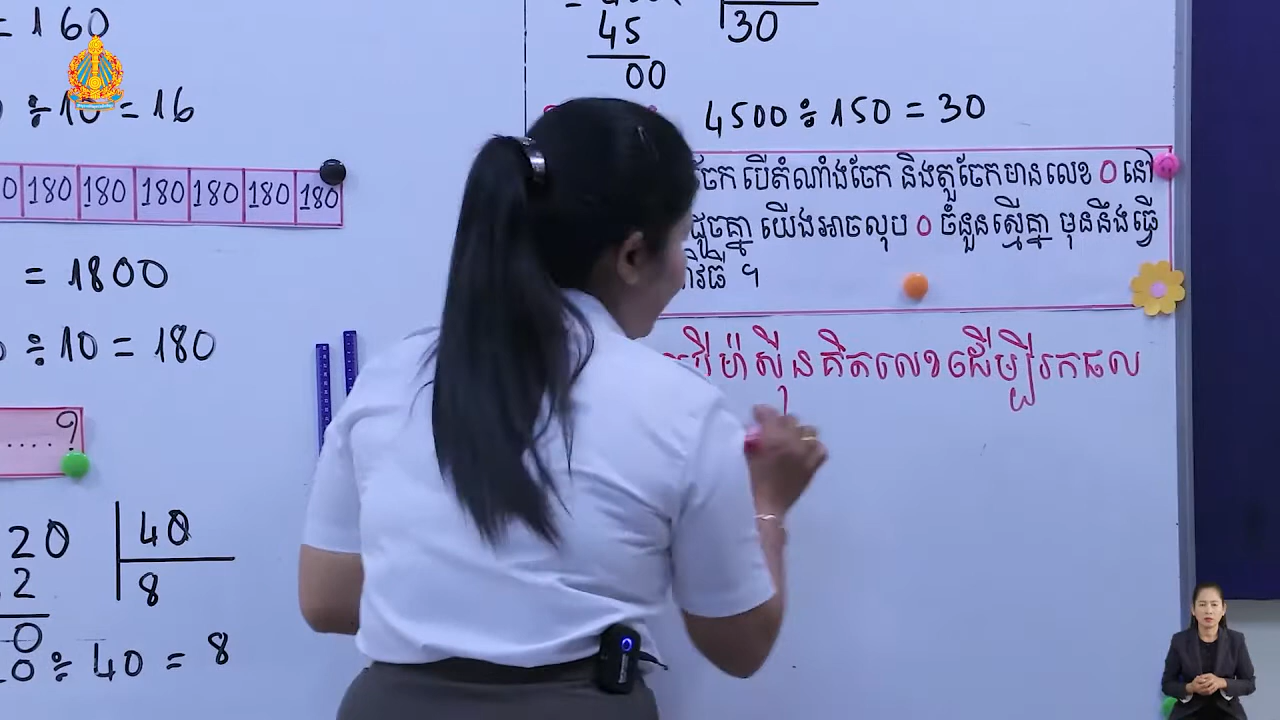 = 160
÷ 10 = 16
180 180 180 180 180 180
= 1800
÷ 10 = 180
.... ?
20 40
2 8
0
0 ÷ 40 = 8
45 30
00
4500 ÷ 150 = 30
ចែក បើតំណាំងចែក និងតួចែកមានលេខ 0 នៅ
ដូចគ្នា យើងអាចលុប 0 ចំនួនស្មើគ្នា មុននឹងធ្វើ
វិធី ។
ម៉ាស៊ីនគិតលេខដើម្បីរកផល